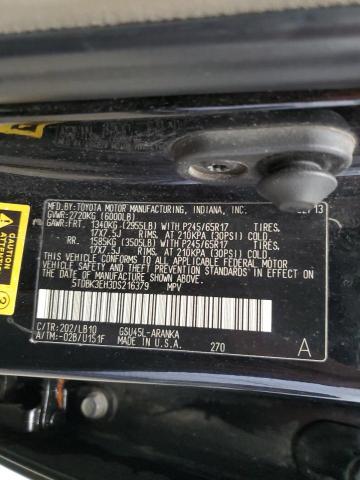 MFD. BY: TOYOTA MOTOR MANUFACTURING, INDIANA, INC.
GVWR: 2720KG (6000LB)
GAWR: FRT. 1340KG (2955LB) WITH P245/65R17 TIRES,
17X7.5J RIMS, AT 210KPA (30PSI) COLD
RR. 1585KG (3505LB) WITH P245/65R17 TIRES,
17X7.5J RIMS, AT 210KPA (30PSI) COLD
THIS VEHICLE CONFORMS TO ALL APPLICABLE
FEDERAL MOTOR VEHICLE SAFETY STANDARDS IN EFFECT
ON THE DATE OF MANUFACTURE SHOWN ABOVE.
5TDBK3EH3DS216379 MPV
C/TR: 202/LB10 GSU45L-ARANKA
A/TM: -02B/U151F MADE IN U.S.A. 270 A
CAUTION